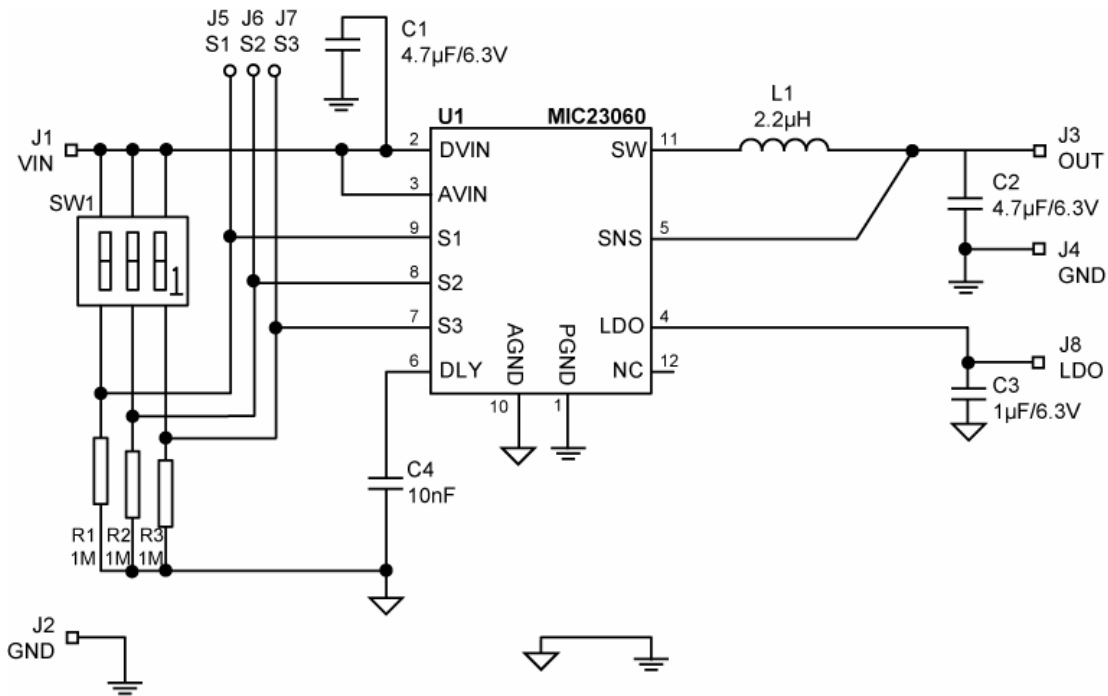 J5 J6 J7
S1 S2 S3
C1
4.7µF/6.3V
U1 MIC23060
L1
2.2µH
J1
VIN
2 DVIN
SW 11
J3
OUT
3 AVIN
C2
4.7µF/6.3V
SW1
9 S1
SNS 5
J4
GND
1
8 S2
7 S3
LDO 4
AGND
PGND
6 DLY
NC 12
J8
LDO
10
1
C3
1µF/6.3V
C4
10nF
R1 R2 R3
1M 1M 1M
J2
GND